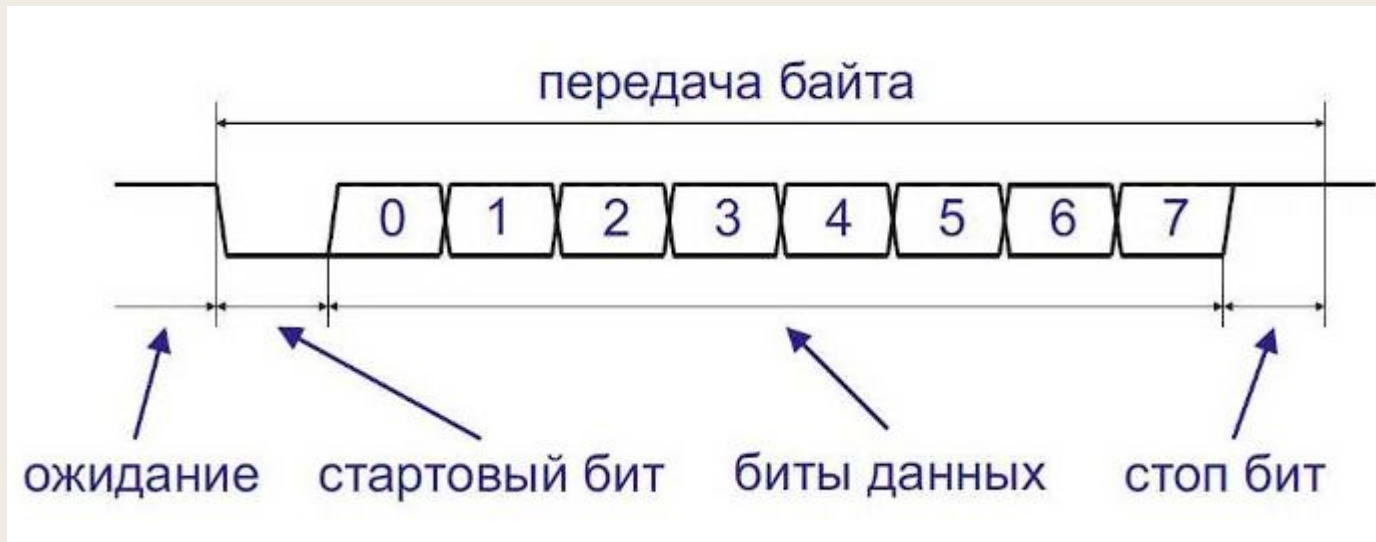 передача байта
0 1 2 3 4 5 6 7
ожидание стартовый бит биты данных стоп бит